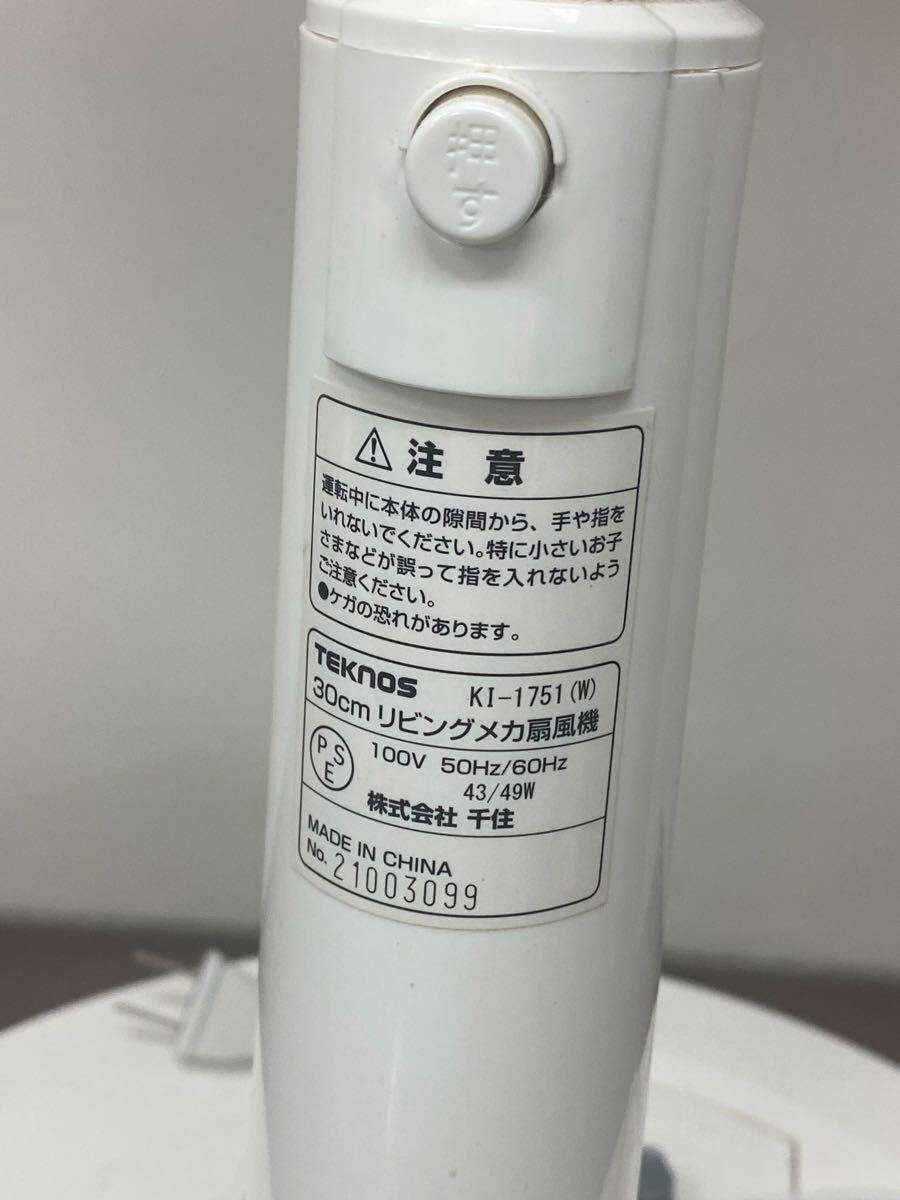 押
す
注 意
運転中に本体の隙間から、手や指を
いれないでください。特に小さいお子
さまなどが誤って指を入れないよう
ご注意ください。
●ケガの恐れがあります。
TEKNOS KI-1751(W)
30cm リビングメカ扇風機
PSE
100V 50Hz/60Hz
43/49W
株式会社 千住
MADE IN CHINA
No. 21003099